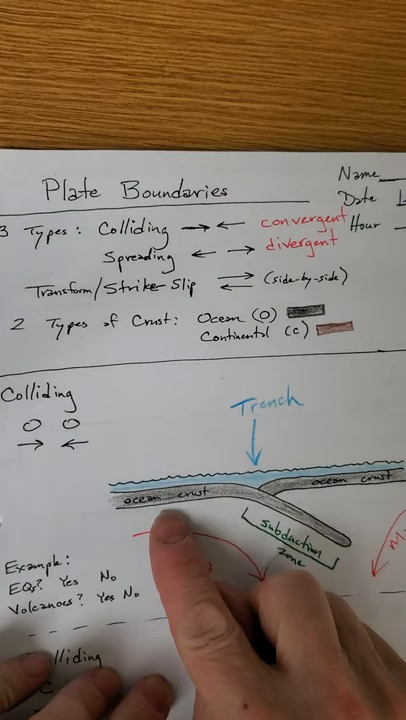 Plate Boundaries
Name
Date
Hour
3 Types: Colliding → ← convergent
Spreading ← → divergent
Transform/Strike-Slip (side-by-side)
2 Types of Crust: Ocean (O)
Continental (C)
Colliding
O O
→ ←
Trench
ocean crust
ocean crust
subduction
zone
Example:
EQs? Yes No
Volcanoes? Yes No
olliding
C